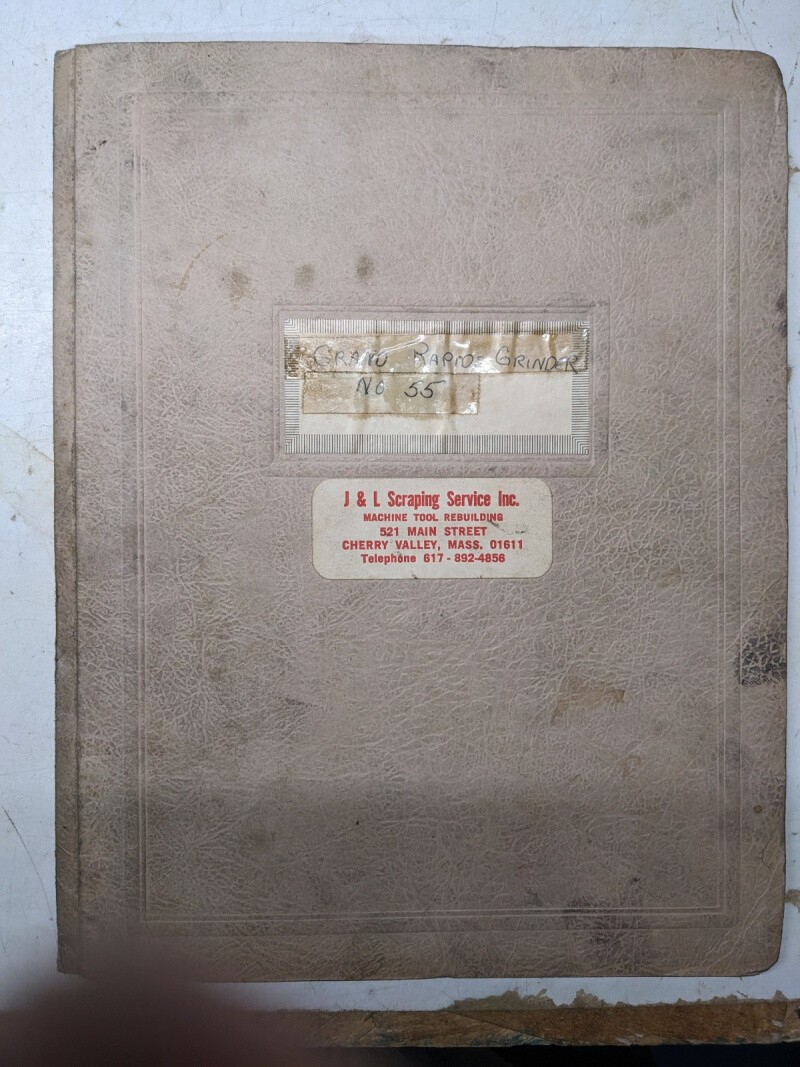 GRAND RAPIDS GRINDER
NO 55
J & L Scraping Service Inc.
MACHINE TOOL REBUILDING
521 MAIN STREET
CHERRY VALLEY, MASS. 01611
Telephone 617 - 892-4856